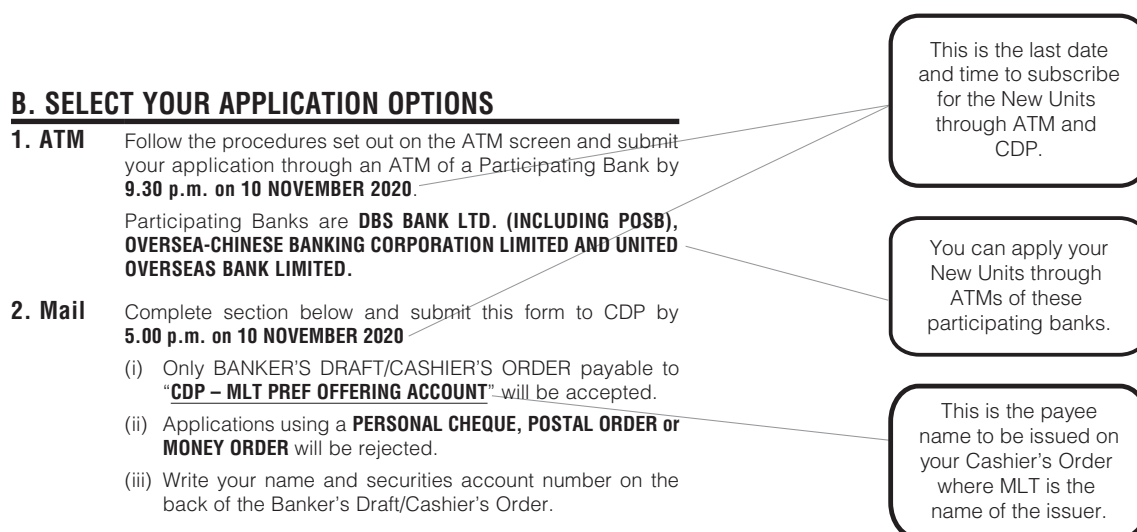 B. SELECT YOUR APPLICATION OPTIONS
1. ATM Follow the procedures set out on the ATM screen and submit
your application through an ATM of a Participating Bank by
9.30 p.m. on 10 NOVEMBER 2020.
Participating Banks are DBS BANK LTD. (INCLUDING POSB),
OVERSEA-CHINESE BANKING CORPORATION LIMITED AND UNITED
OVERSEAS BANK LIMITED.
2. Mail Complete section below and submit this form to CDP by
5.00 p.m. on 10 NOVEMBER 2020
(i) Only BANKER'S DRAFT/CASHIER'S ORDER payable to
“CDP – MLT PREF OFFERING ACCOUNT” will be accepted.
(ii) Applications using a PERSONAL CHEQUE, POSTAL ORDER or
MONEY ORDER will be rejected.
(iii) Write your name and securities account number on the
back of the Banker's Draft/Cashier's Order.
This is the last date
and time to subscribe
for the New Units
through ATM and
CDP.
You can apply your
New Units through
ATMs of these
participating banks.
This is the payee
name to be issued on
your Cashier's Order
where MLT is the
name of the issuer.